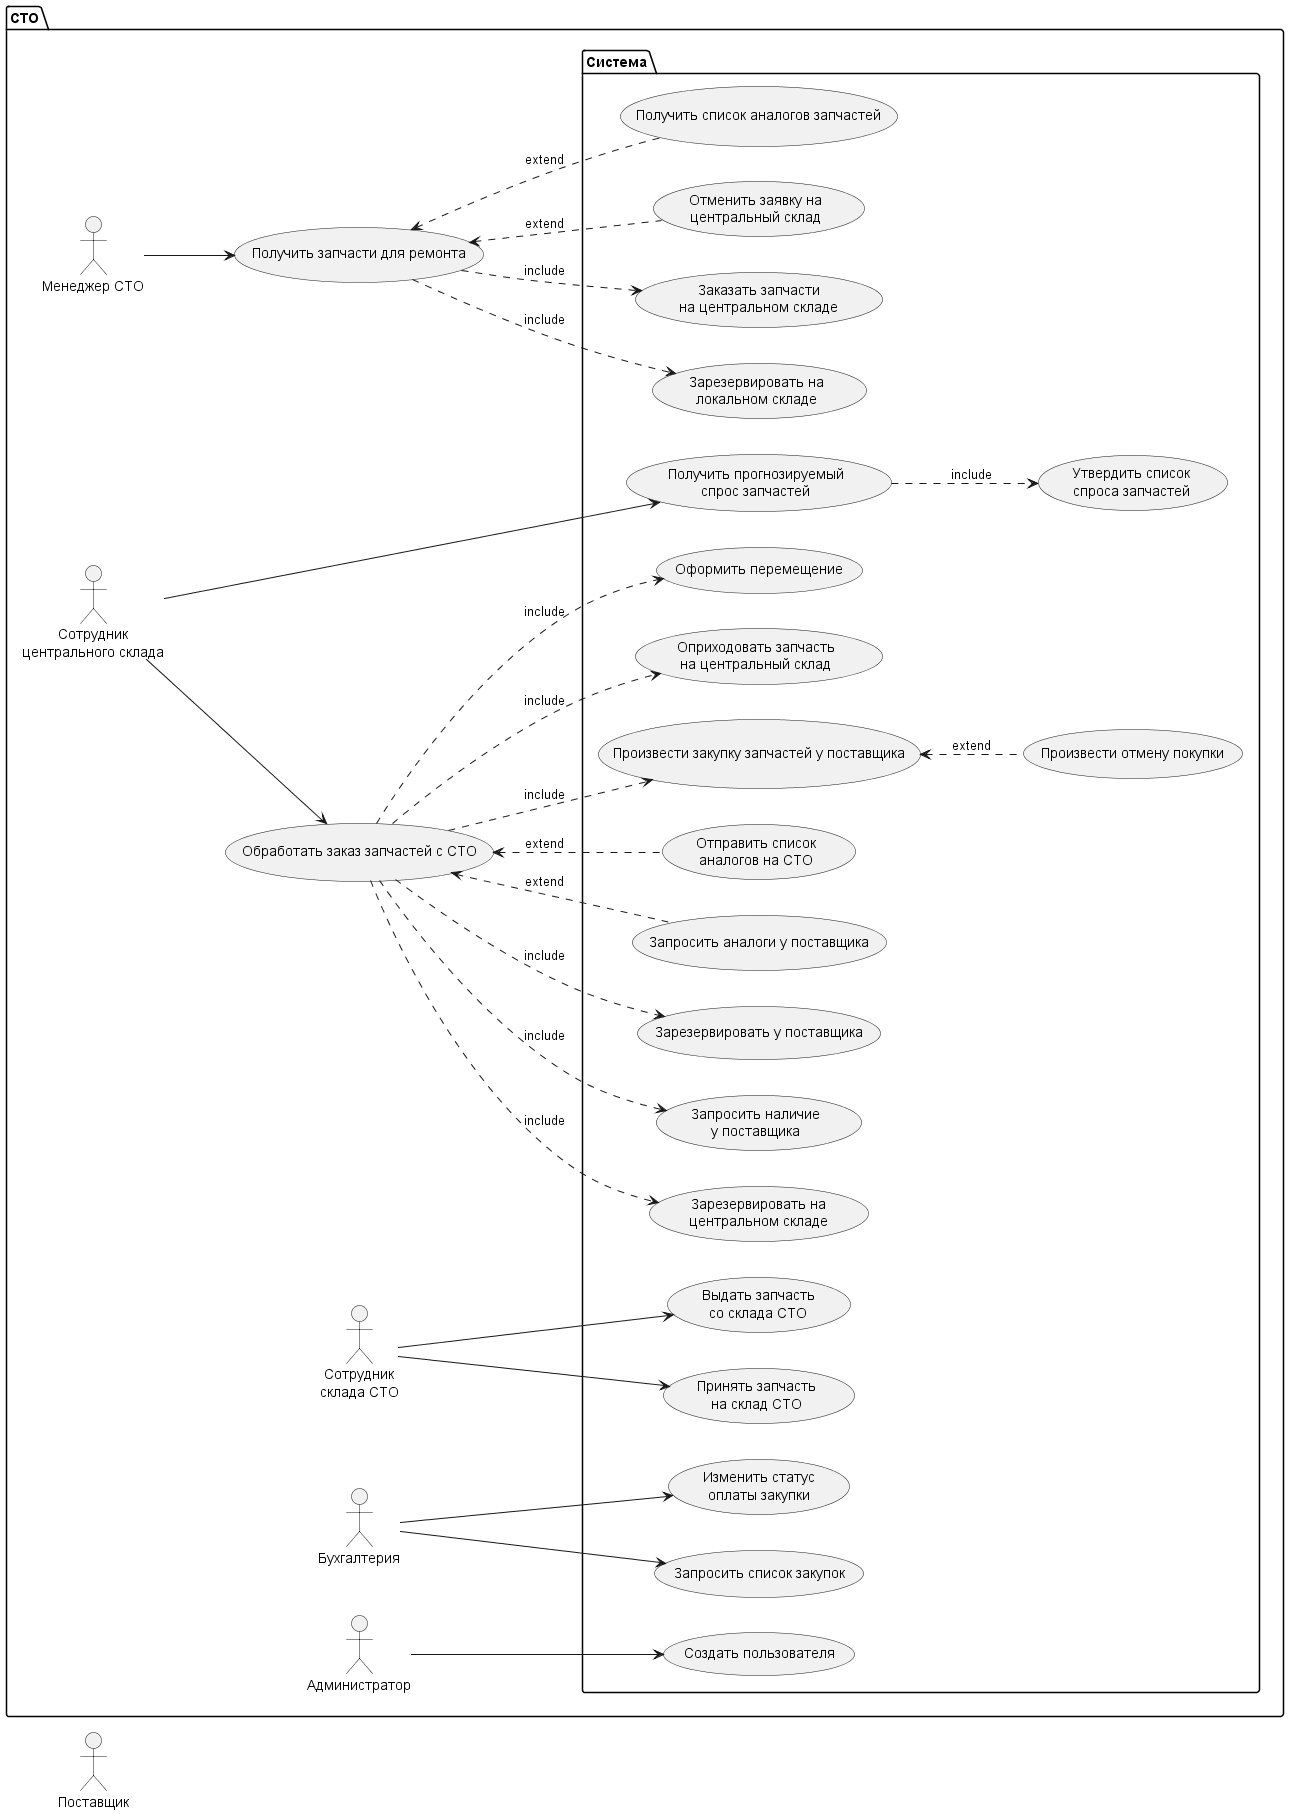 СТО
Система
Получить список аналогов запчастей
extend
Отменить заявку на
центральный склад
extend
Менеджер СТО
Получить запчасти для ремонта
include
Заказать запчасти
на центральном складе
include
Зарезервировать на
локальном складе
Получить прогнозируемый
спрос запчастей
include
Утвердить список
спроса запчастей
Сотрудник
центрального склада
include
Оформить перемещение
include
Оприходовать запчасть
на центральный склад
include
Произвести закупку запчастей у поставщика
extend
Произвести отмену покупки
Обработать заказ запчастей с СТО
extend
Отправить список
аналогов на СТО
extend
Запросить аналоги у поставщика
include
Зарезервировать у поставщика
include
Запросить наличие
у поставщика
include
Зарезервировать на
центральном складе
Сотрудник
склада СТО
Выдать запчасть
со склада СТО
Принять запчасть
на склад СТО
Бухгалтерия
Изменить статус
оплаты закупки
Запросить список закупок
Администратор
Создать пользователя
Поставщик